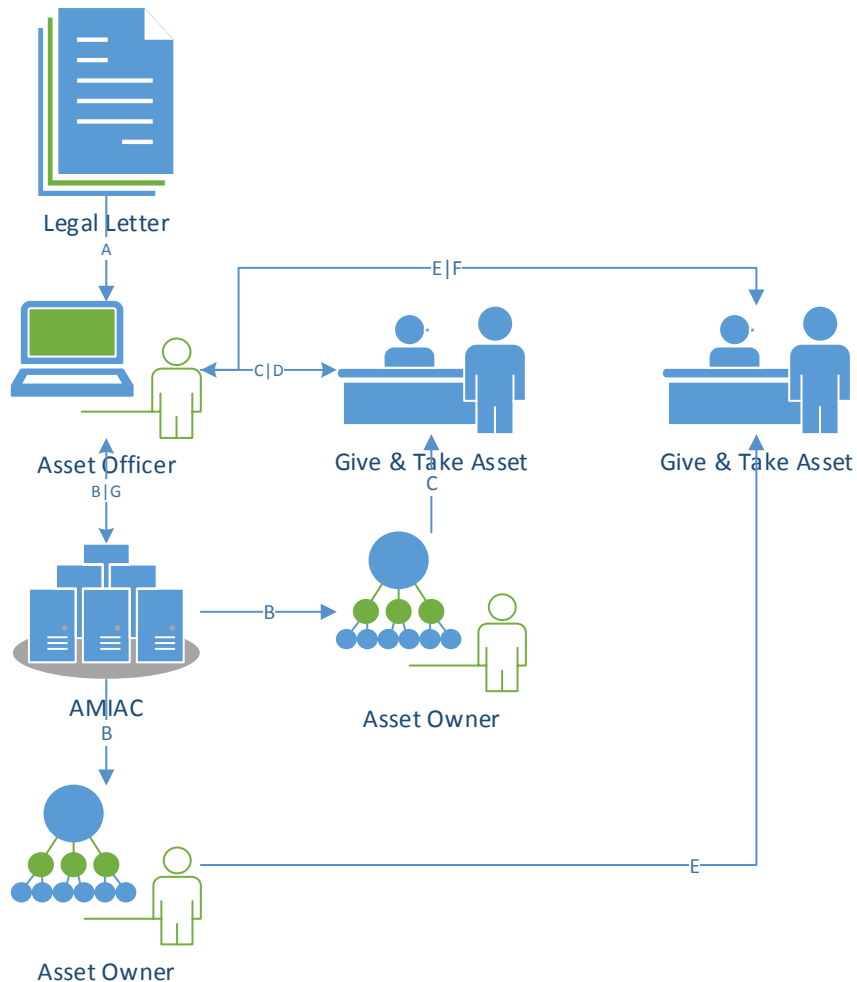 Legal Letter
A
E|F
C|D
Asset Officer
Give & Take Asset
Give & Take Asset
C
B|G
B
AMIAC
Asset Owner
B
E
Asset Owner